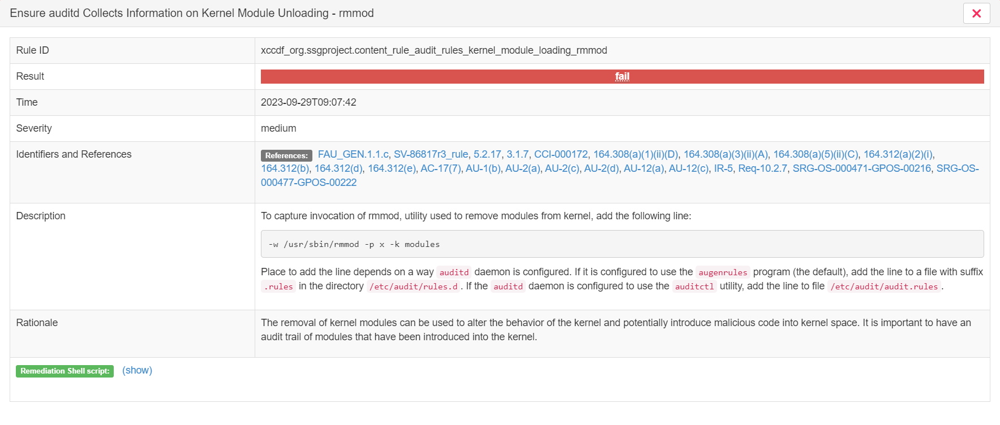 Ensure auditd Collects Information on Kernel Module Unloading - rmmod
Rule ID
xccdf_org.ssgproject.content_rule_audit_rules_kernel_module_loading_rmmod
Result
fail
Time
2023-09-29T09:07:42
Severity
medium
Identifiers and References
References: FAU_GEN.1.1.c, SV-86817r3_rule, 5.2.17, 3.1.7, CCI-000172, 164.308(a)(1)(ii)(D), 164.308(a)(3)(ii)(A), 164.308(a)(5)(ii)(C), 164.312(a)(2)(i),
164.312(b), 164.312(d), 164.312(e), AC-17(7), AU-1(b), AU-2(a), AU-2(c), AU-2(d), AU-12(a), AU-12(c), IR-5, Req-10.2.7, SRG-OS-000471-GPOS-00216, SRG-OS-
000477-GPOS-00222
Description
To capture invocation of rmmod, utility used to remove modules from kernel, add the following line:
-w /usr/sbin/rmmod -p x -k modules
Place to add the line depends on a way auditd daemon is configured. If it is configured to use the augenrules program (the default), add the line to a file with suffix
.rules in the directory /etc/audit/rules.d. If the auditd daemon is configured to use the auditctl utility, add the line to file /etc/audit/audit.rules.
Rationale
The removal of kernel modules can be used to alter the behavior of the kernel and potentially introduce malicious code into kernel space. It is important to have an
audit trail of modules that have been introduced into the kernel.
Remediation Shell script: (show)